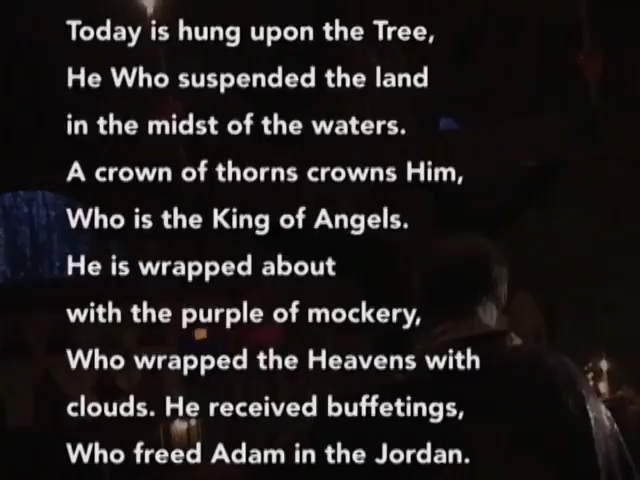 Today is hung upon the Tree,
He Who suspended the land
in the midst of the waters.
A crown of thorns crowns Him,
Who is the King of Angels.
He is wrapped about
with the purple of mockery,
Who wrapped the Heavens with
clouds. He received buffetings,
Who freed Adam in the Jordan.